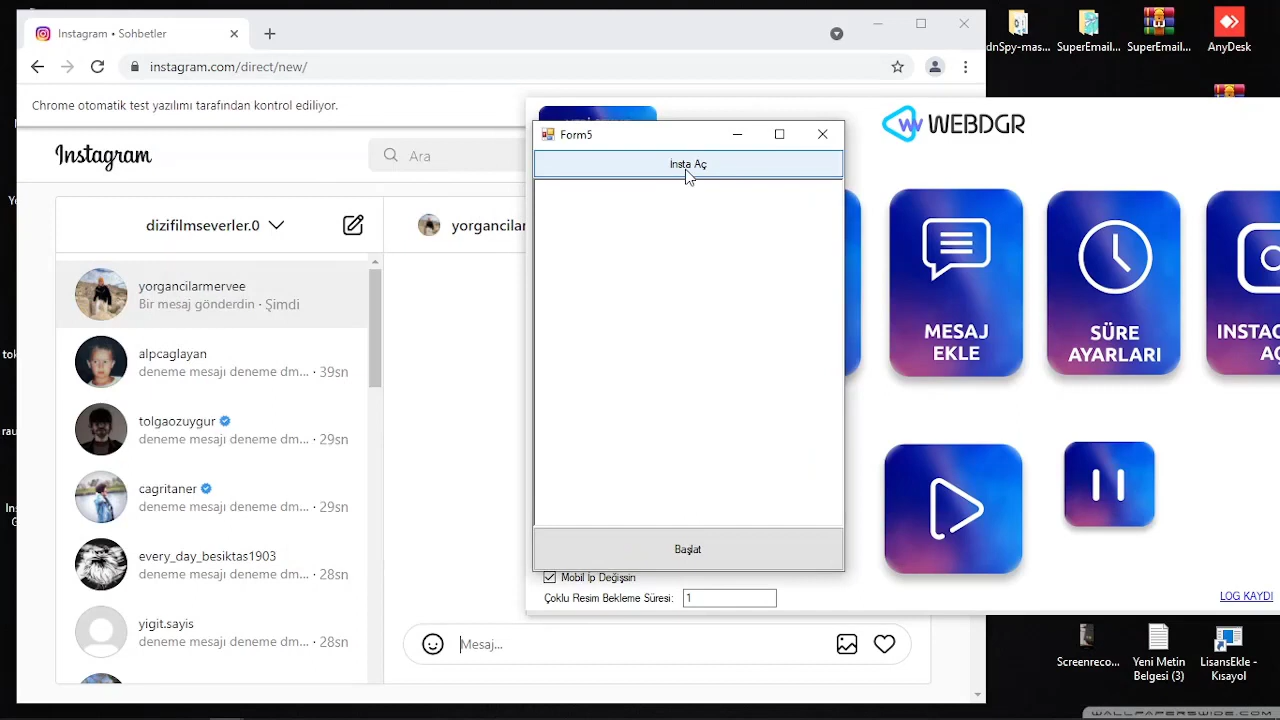 Instagram • Sohbetler
instagram.com/direct/new/
Chrome otomatik test yazılımı tarafından kontrol ediliyor.
Instagram
Ara
dizifilmseverler.0
yorgancilarmervee
Bir mesaj gönderdin · Şimdi
alpcaglayan
deneme mesajı deneme dm... · 39sn
tolgaozuygur
deneme mesajı deneme dm... · 29sn
cagritaner
deneme mesajı deneme dm... · 29sn
every_day_besiktas1903
deneme mesajı deneme dm... · 28sn
yigit.sayis
deneme mesajı deneme dm... · 28sn
yorgancilar
Mesaj...
Form5
İnsta Aç
Başlat
Mobil Ip Değişsin
Çoklu Resim Bekleme Süresi: 1
WEBDGR
MESAJ
EKLE
SÜRE
AYARLARI
INSTAG
AÇ
LOG KAYDI
dnSpy-mas...
SuperEmail...
SuperEmail...
AnyDesk
Screenreco...
Yeni Metin
Belgesi (3)
LisansEkle -
Kısayol
WALLPAPERSWIDE.COM